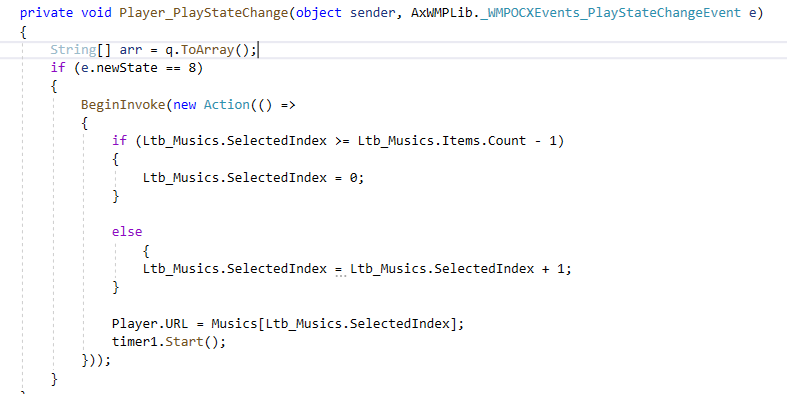 private void Player_PlayStateChange(object sender, AxWMPLib._WMPOCXEvents_PlayStateChangeEvent e)
{
String[] arr = q.ToArray();
if (e.newState == 8)
{
BeginInvoke(new Action(() =>
{
if (Ltb_Musics.SelectedIndex >= Ltb_Musics.Items.Count - 1)
{
Ltb_Musics.SelectedIndex = 0;
}
else
{
Ltb_Musics.SelectedIndex = Ltb_Musics.SelectedIndex + 1;
}
Player.URL = Musics[Ltb_Musics.SelectedIndex];
timer1.Start();
}));
}